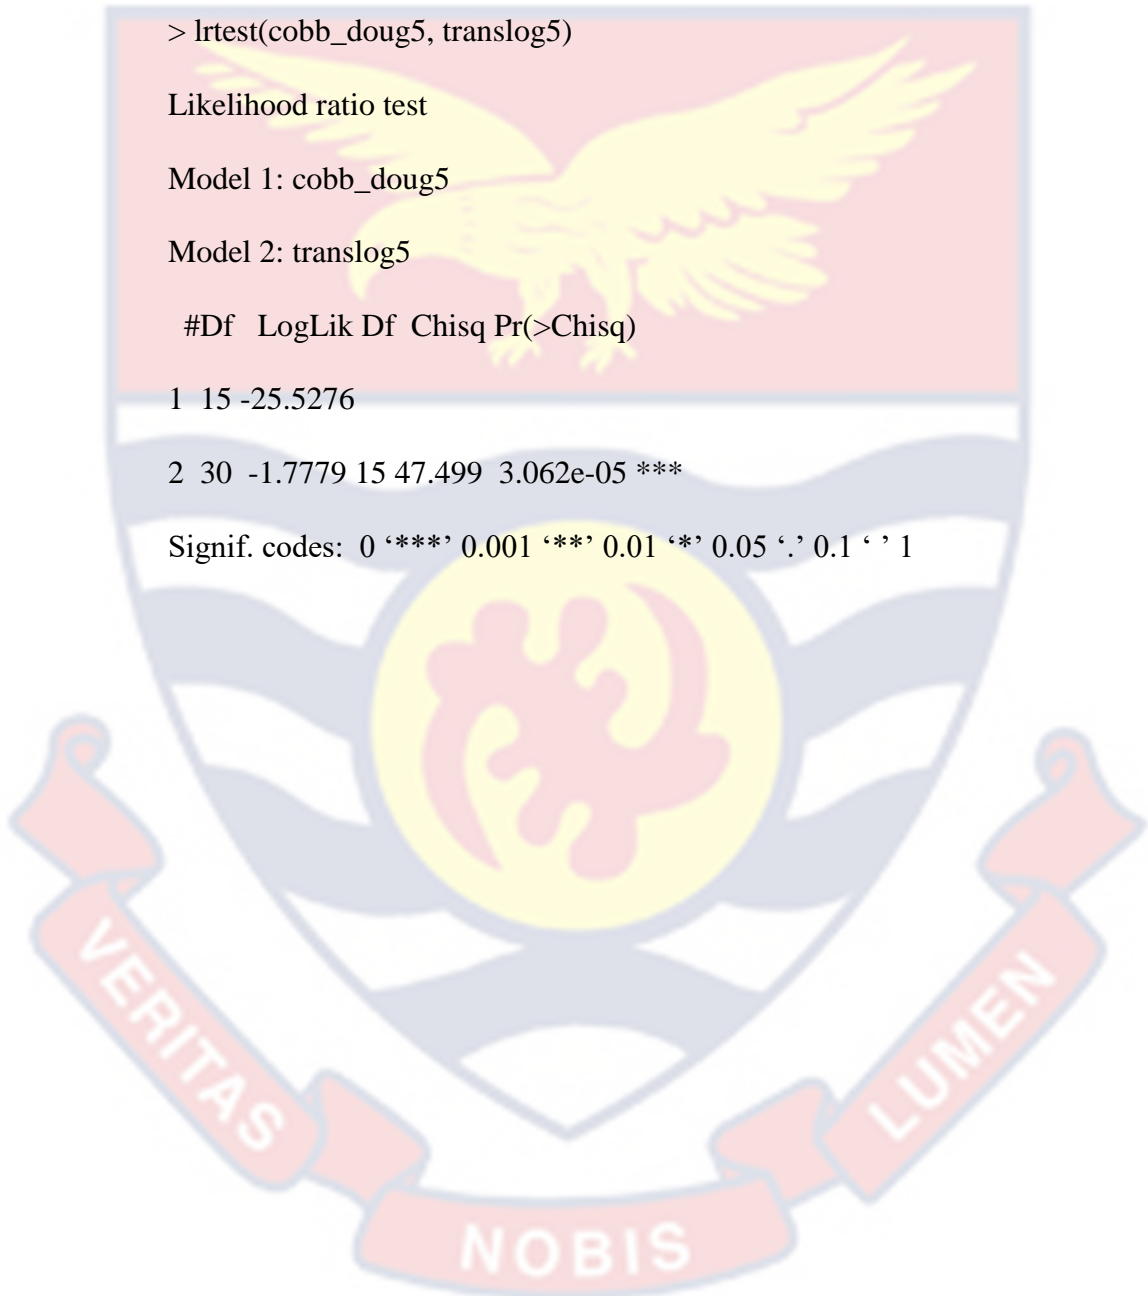 > lrtest(cobb_doug5, translog5)
Likelihood ratio test
Model 1: cobb_doug5
Model 2: translog5
#Df LogLik Df Chisq Pr(>Chisq)
1 15 -25.5276
2 30 -1.7779 15 47.499 3.062e-05 ***
Signif. codes: 0 ‘***’ 0.001 ‘**’ 0.01 ‘*’ 0.05 ‘.’ 0.1 ‘ ’ 1
VERITAS
NOBIS
LUMEN